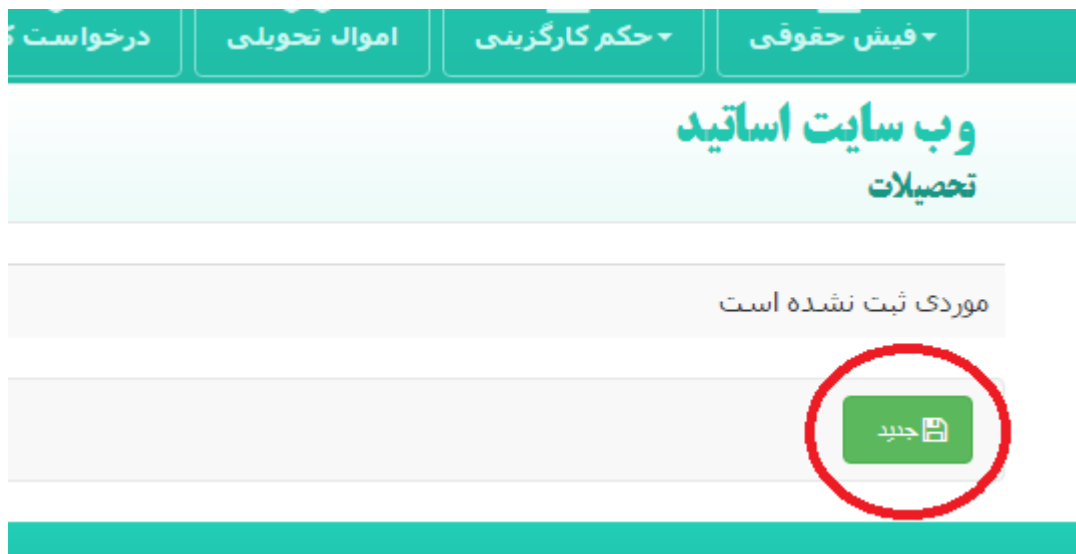 فیش حقوقی
حکم کارگزینی
اموال تحویلی
درخواست
وب سایت اساتید
تحصیلات
موردی ثبت نشده است
جدید